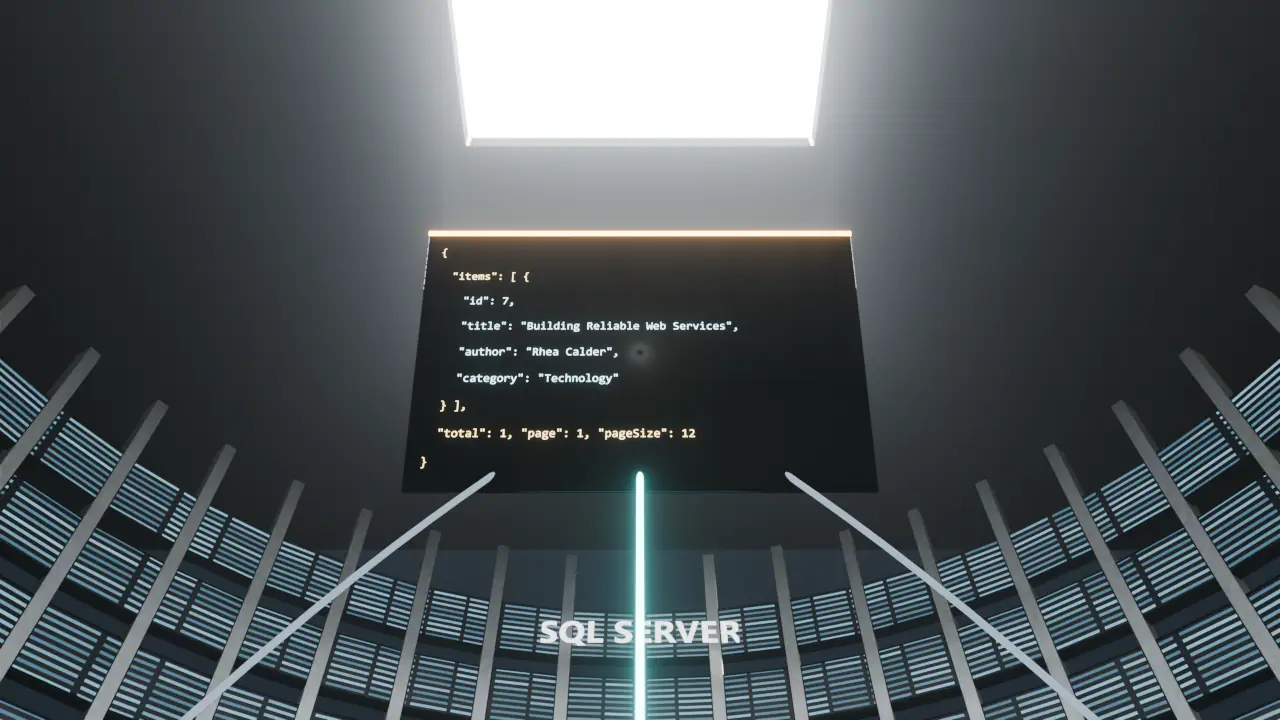 {
"items": [ {
"id": 7,
"title": "Building Reliable Web Services",
"author": "Rhea Calder",
"category": "Technology"
} ],
"total": 1, "page": 1, "pageSize": 12
}
SQL SERVER